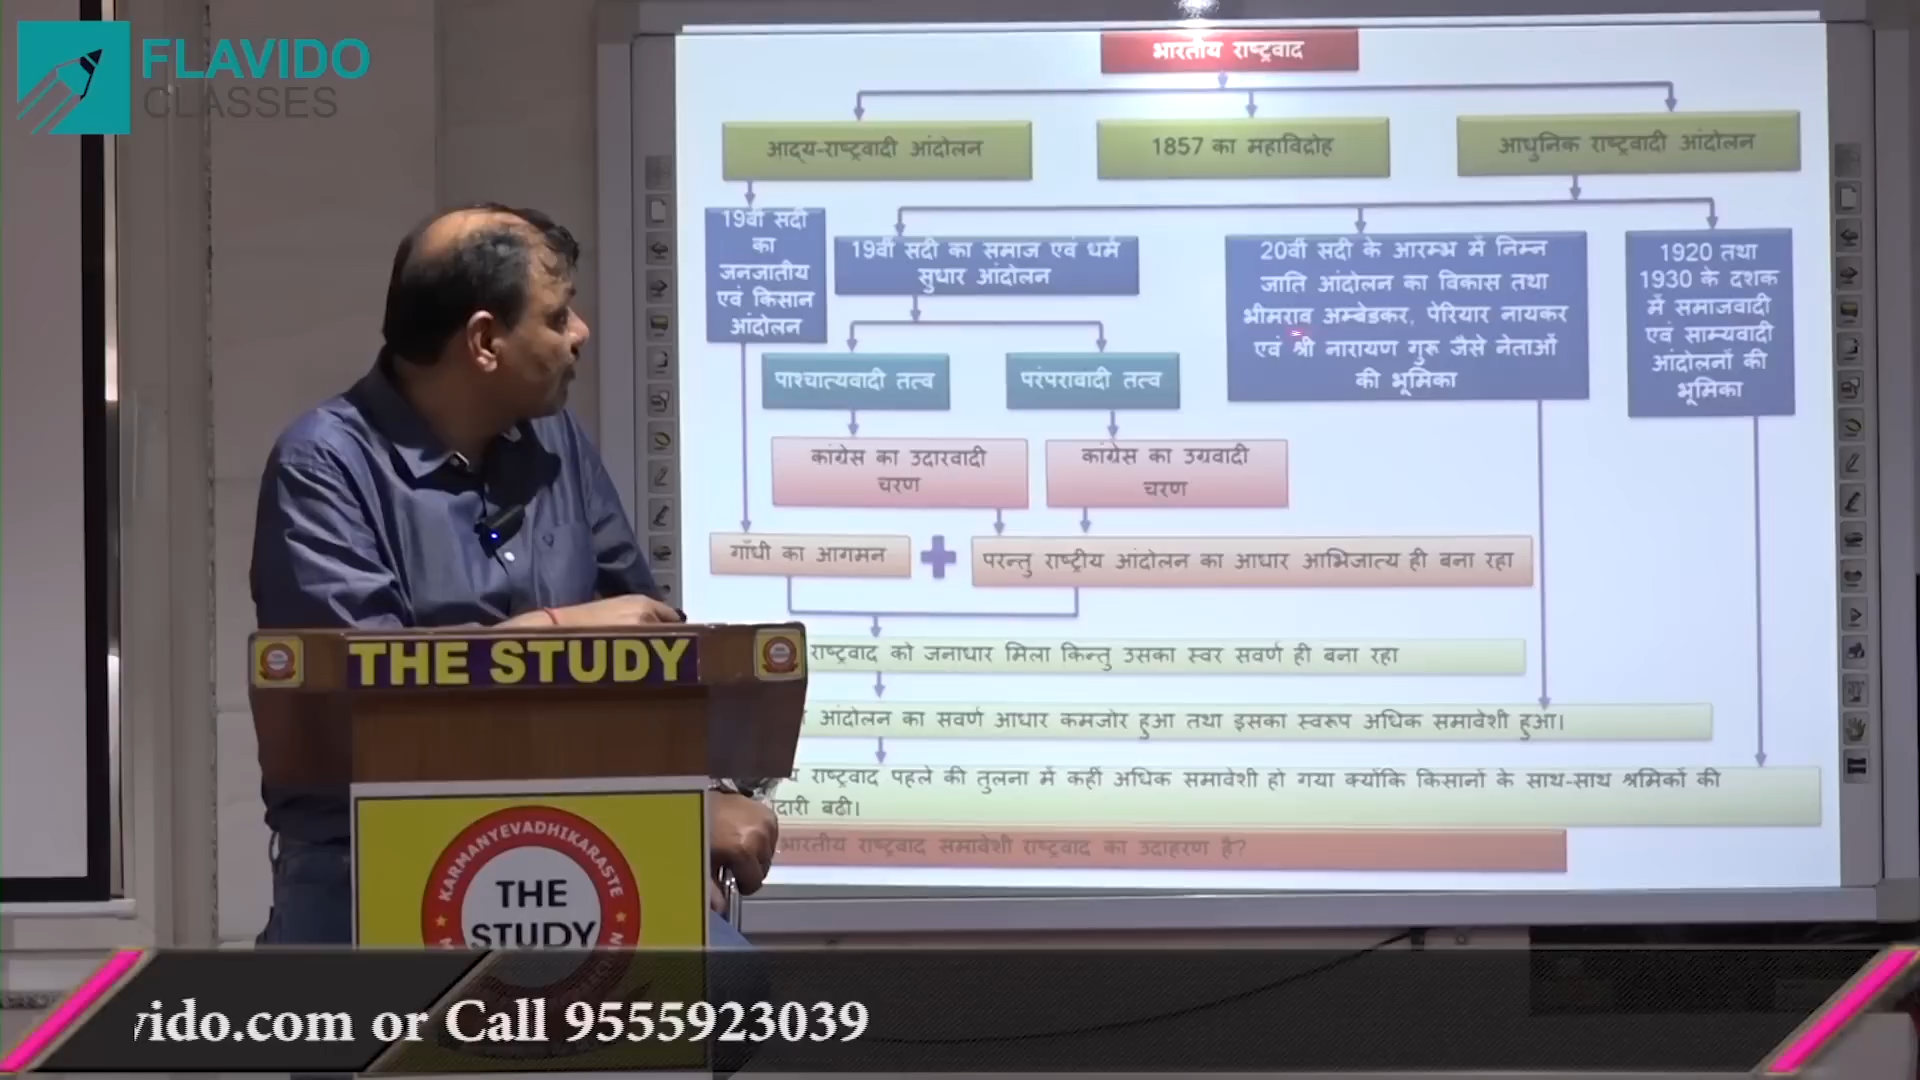 FLAVIDO
CLASSES
भारतीय राष्ट्रवाद
आद्य-राष्ट्रवादी आंदोलन
1857 का महाविद्रोह
आधुनिक राष्ट्रवादी आंदोलन
19वीं सदी
का
जनजातीय
एवं किसान
आंदोलन
19वीं सदी का समाज एवं धर्म
सुधार आंदोलन
20वीं सदी के आरम्भ में निम्न
जाति आंदोलन का विकास तथा
भीमराव अम्बेडकर, पेरियार नायकर
एवं श्री नारायण गुरू जैसे नेताओं
की भूमिका
1920 तथा
1930 के दशक
में समाजवादी
एवं साम्यवादी
आंदोलनों की
भूमिका
पाश्चात्यवादी तत्व
परंपरावादी तत्व
कांग्रेस का उदारवादी
चरण
कांग्रेस का उग्रवादी
चरण
गाँधी का आगमन
परन्तु राष्ट्रीय आंदोलन का आधार आभिजात्य ही बना रहा
राष्ट्रवाद को जनाधार मिला किन्तु उसका स्वर सवर्ण ही बना रहा
आंदोलन का सवर्ण आधार कमजोर हुआ तथा इसका स्वरूप अधिक समावेशी हुआ।
राष्ट्रवाद पहले की तुलना में कहीं अधिक समावेशी हो गया क्योंकि किसानों के साथ-साथ श्रमिकों की
दारी बढी।
भारतीय राष्ट्रवाद समावेशी राष्ट्रवाद का उदाहरण है?
THE STUDY
KARMANYEVADHIKARASTE
THE
STUDY
vido.com or Call 9555923039